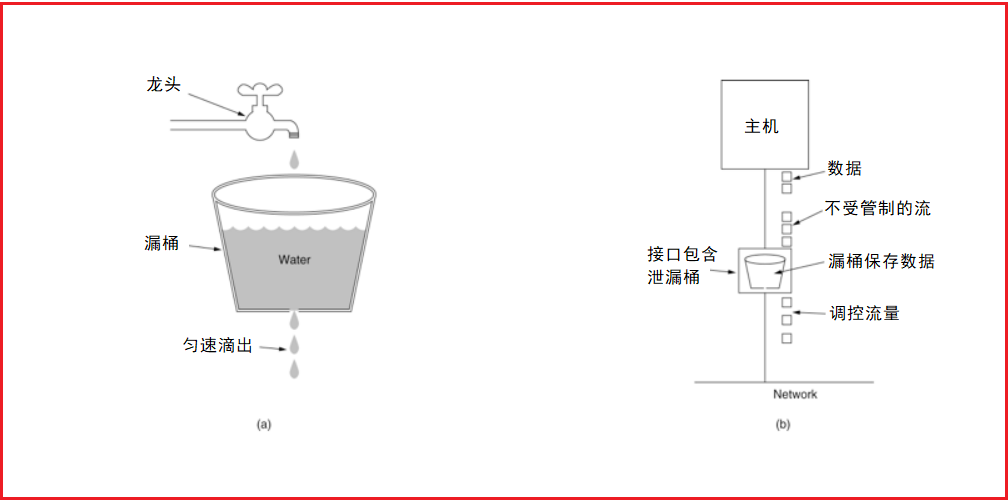 龙头
漏桶
Water
匀速滴出
(a)
主机
数据
不受管制的流
接口包含
泄漏桶
漏桶保存数据
调控流量
Network
(b)